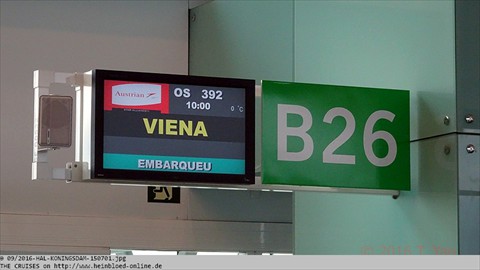 Austrian
OS 392
10:00
0 °C
VIENA
EMBARQUEU
B26
© 09/2016-HAL-KONINGSDAM-150701.jpg
THE CRUISES on http://www.heinbloed-online.de